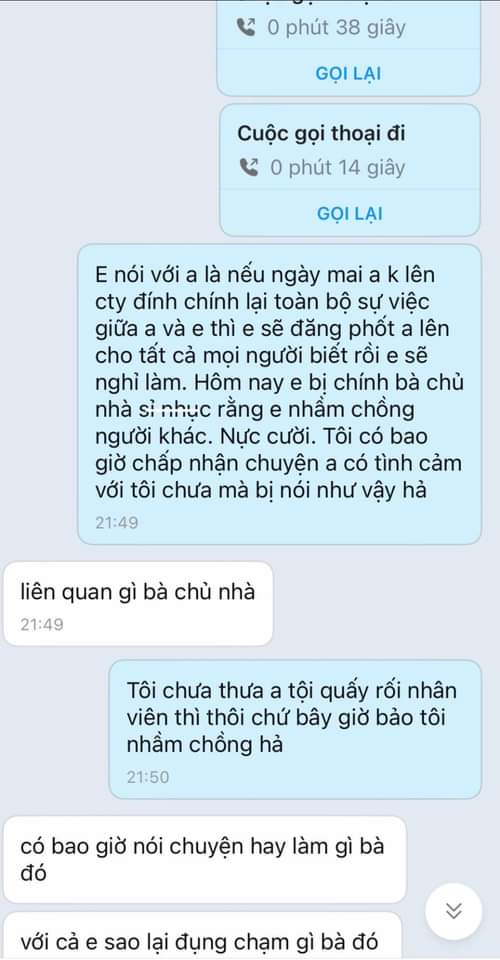 0 phút 38 giây
GỌI LẠI
Cuộc gọi thoại đi
0 phút 14 giây
GỌI LẠI
E nói với a là nếu ngày mai a k lên
cty đính chính lại toàn bộ sự việc
giữa a và e thì e sẽ đăng phốt a lên
cho tất cả mọi người biết rồi e sẽ
nghỉ làm. Hôm nay e bị chính bà chủ
nhà sỉ nhục rằng e nhầm chồng
người khác. Nực cười. Tôi có bao
giờ chấp nhận chuyện a có tình cảm
với tôi chưa mà bị nói như vậy hả
21:49
liên quan gì bà chủ nhà
21:49
Tôi chưa thưa a tội quấy rối nhân
viên thì thôi chứ bây giờ bảo tôi
nhầm chồng hả
21:50
có bao giờ nói chuyện hay làm gì bà
đó
với cả e sao lại đụng chạm gì bà đó